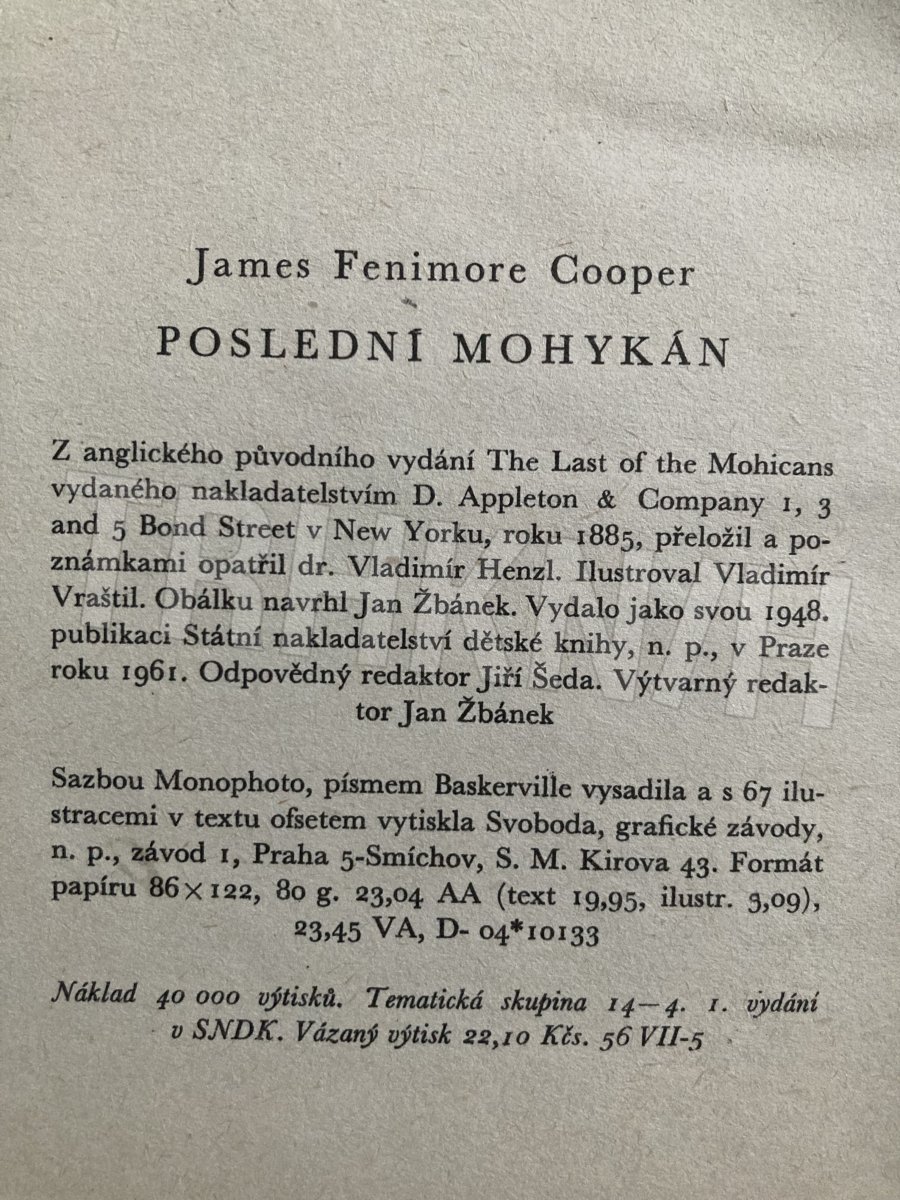 James Fenimore Cooper
POSLEDNÍ MOHYKÁN
Z anglického původního vydání The Last of the Mohicans
vydaného nakladatelstvím D. Appleton & Company 1, 3
and 5 Bond Street v New Yorku, roku 1885, přeložil a po-
známkami opatřil dr. Vladimír Henzl. Ilustroval Vladimír
Vraštil. Obálku navrhl Jan Žbánek. Vydalo jako svou 1948.
publikaci Státní nakladatelství dětské knihy, n. p., v Praze
roku 1961. Odpovědný redaktor Jiří Šeda. Výtvarný redak-
tor Jan Žbánek
Sazbou Monophoto, písmem Baskerville vysadila a s 67 ilu-
stracemi v textu ofsetem vytiskla Svoboda, grafické závody,
n. p., závod 1, Praha 5-Smíchov, S. M. Kirova 43. Formát
papíru 86×122, 80 g. 23,04 AA (text 19,95, ilustr. 3,09),
23,45 VA, D- 04*10133
Náklad 40 000 výtisků. Tematická skupina 14—4. 1. vydání
v SNDK. Vázaný výtisk 22,10 Kčs. 56 VII-5